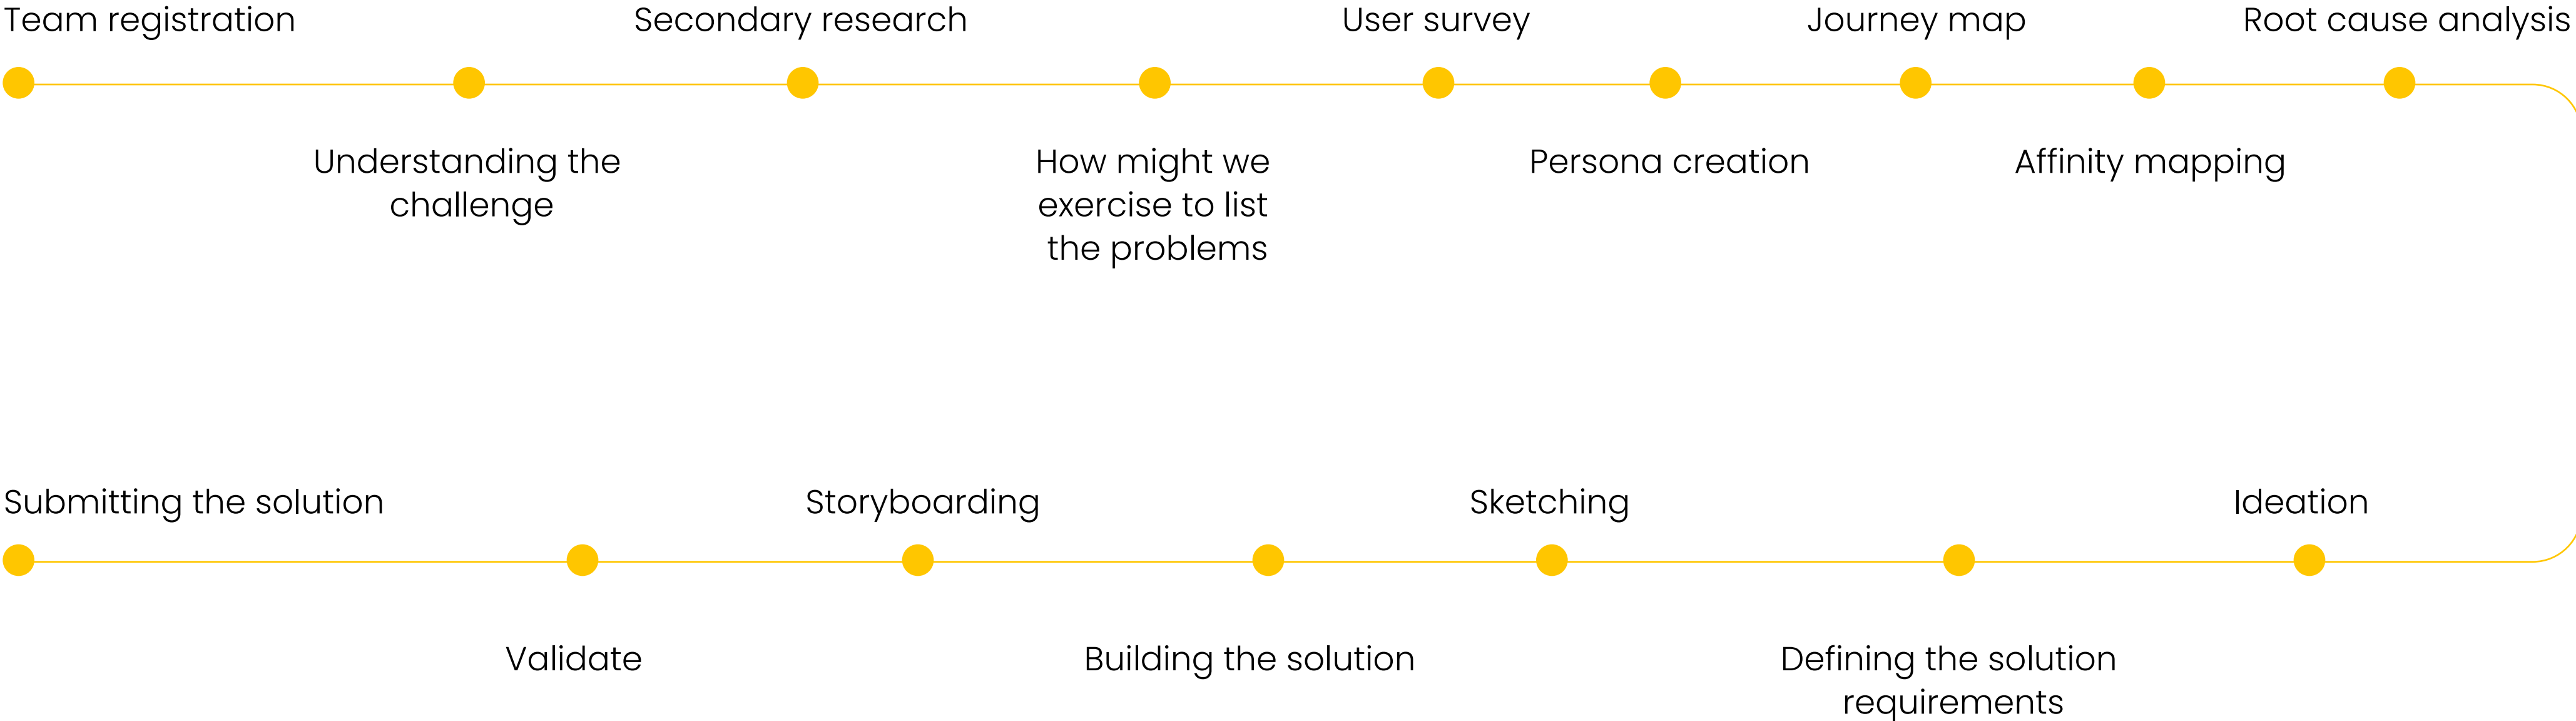 Team registration
Secondary research
User survey
Journey map
Root cause analysis
Understanding the
challenge
How might we
exercise to list
the problems
Persona creation
Affinity mapping
Submitting the solution
Storyboarding
Sketching
Ideation
Validate
Building the solution
Defining the solution
requirements